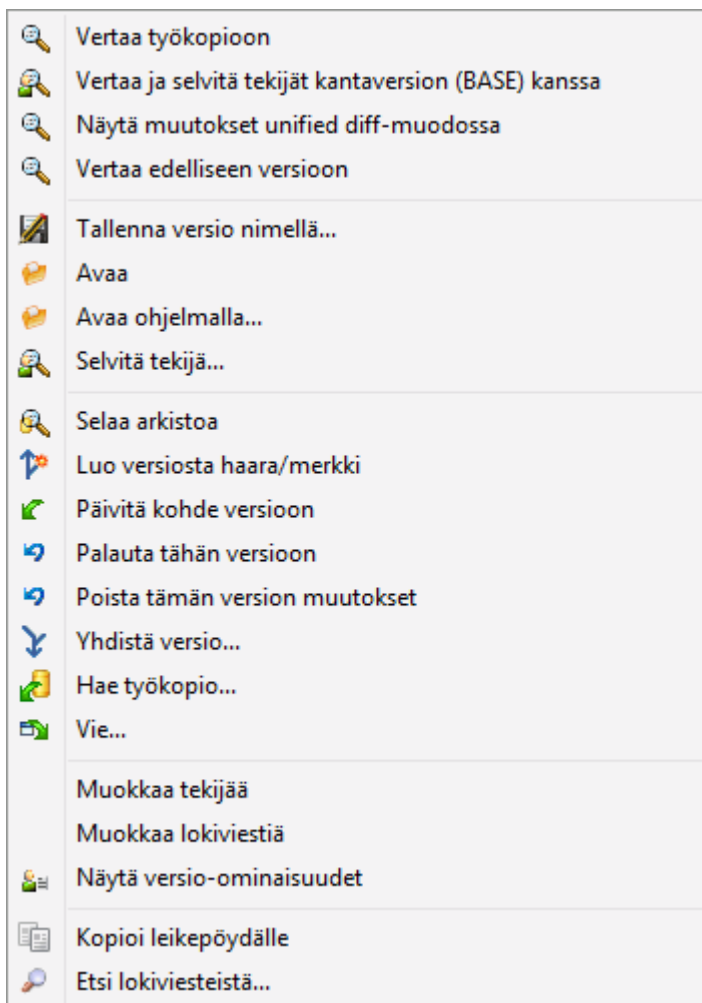 Vertaa työkopioon
Vertaa ja selvitä tekijät kantaversion (BASE) kanssa
Näytä muutokset unified diff-muodossa
Vertaa edelliseen versioon
Tallenna versio nimellä...
Avaa
Avaa ohjelmalla...
Selvitä tekijä...
Selaa arkistoa
Luo versiosta haara/merkki
Päivitä kohde versioon
Palauta tähän versioon
Poista tämän version muutokset
Yhdistä versio...
Hae työkopio...
Vie...
Muokkaa tekijää
Muokkaa lokiviestiä
Näytä versio-ominaisuudet
Kopioi leikepöydälle
Etsi lokiviesteistä...